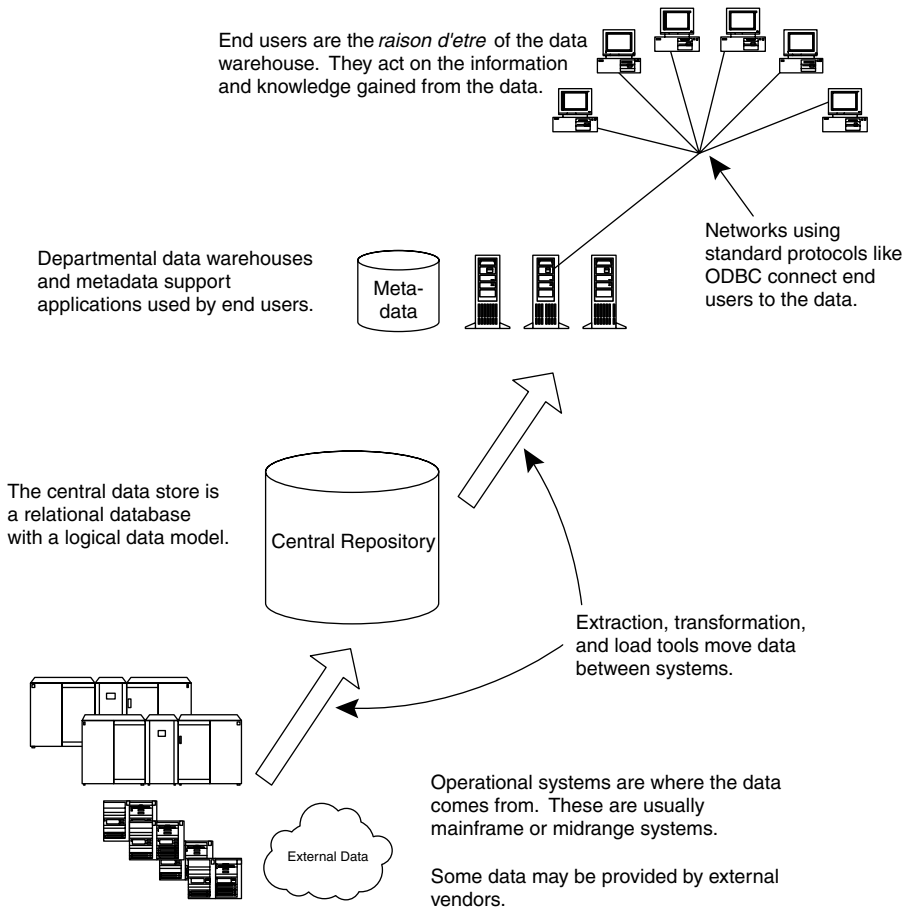 End users are the raison d'etre of the data
warehouse. They act on the information
and knowledge gained from the data.
Networks using
standard protocols like
ODBC connect end
users to the data.
Departmental data warehouses
and metadata support
applications used by end users.
Meta-
data
The central data store is
a relational database
with a logical data model.
Central Repository
Extraction, transformation,
and load tools move data
between systems.
Operational systems are where the data
comes from. These are usually
mainframe or midrange systems.
External Data
Some data may be provided by external
vendors.